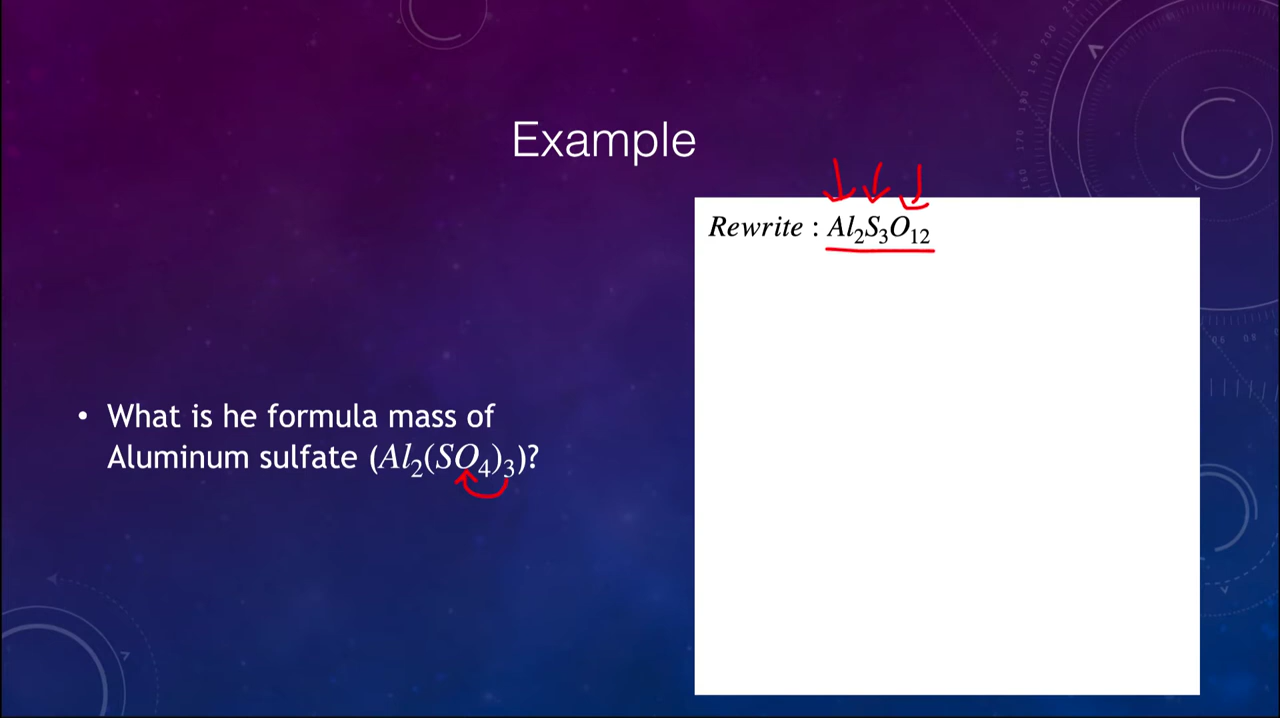 Example
Rewrite : Al₂S₃O₁₂
• What is he formula mass of
Aluminum sulfate (Al₂(SO₄)₃)?